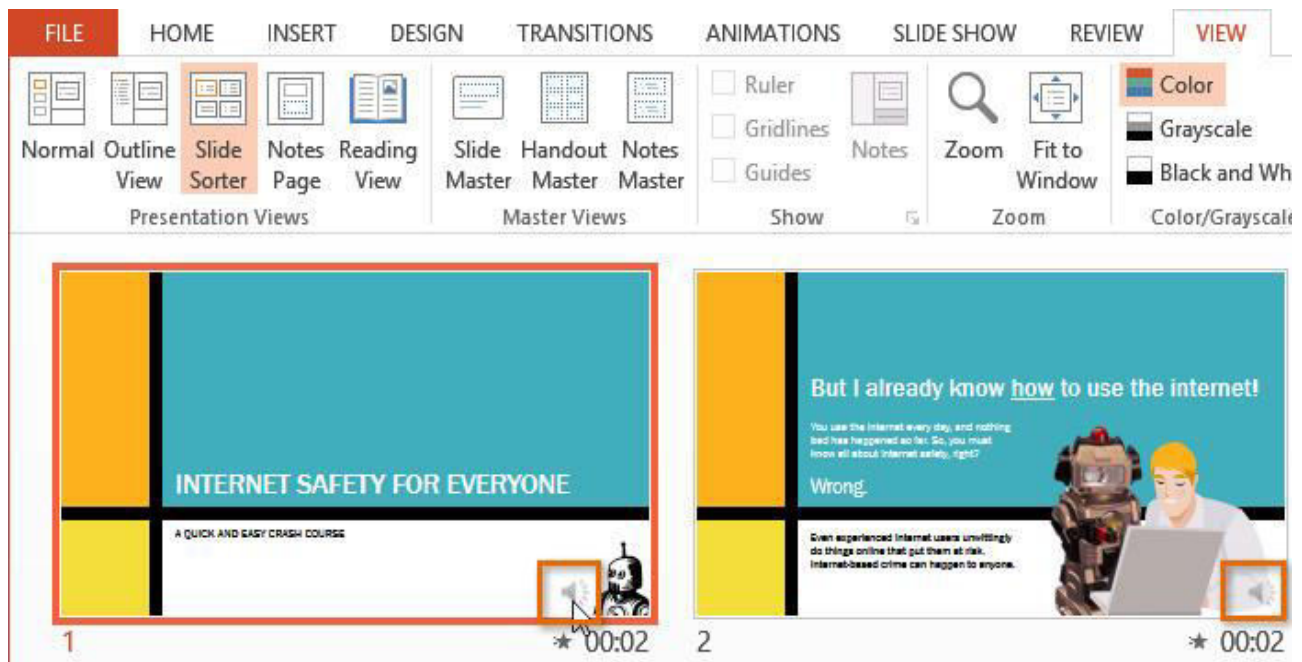 FILE HOME INSERT DESIGN TRANSITIONS ANIMATIONS SLIDE SHOW REVIEW VIEW
Normal
Outline
View
Slide
Sorter
Notes
Page
Reading
View
Presentation Views
Slide
Master
Handout
Master
Notes
Master
Master Views
Ruler
Gridlines
Guides
Notes
Show
Zoom
Fit to
Window
Zoom
Color
Grayscale
Black and Wh
Color/Grayscale
INTERNET SAFETY FOR EVERYONE
A QUICK AND EASY CRASH COURSE
1
00:02
But I already know how to use the internet!
You use the internet every day, and nothing
bad has happened so far. So, you must
know all about internet safety, right?
Wrong.
Even experienced internet users unwittingly
do things online that put them at risk.
Internet-based crime can happen to anyone.
2
00:02